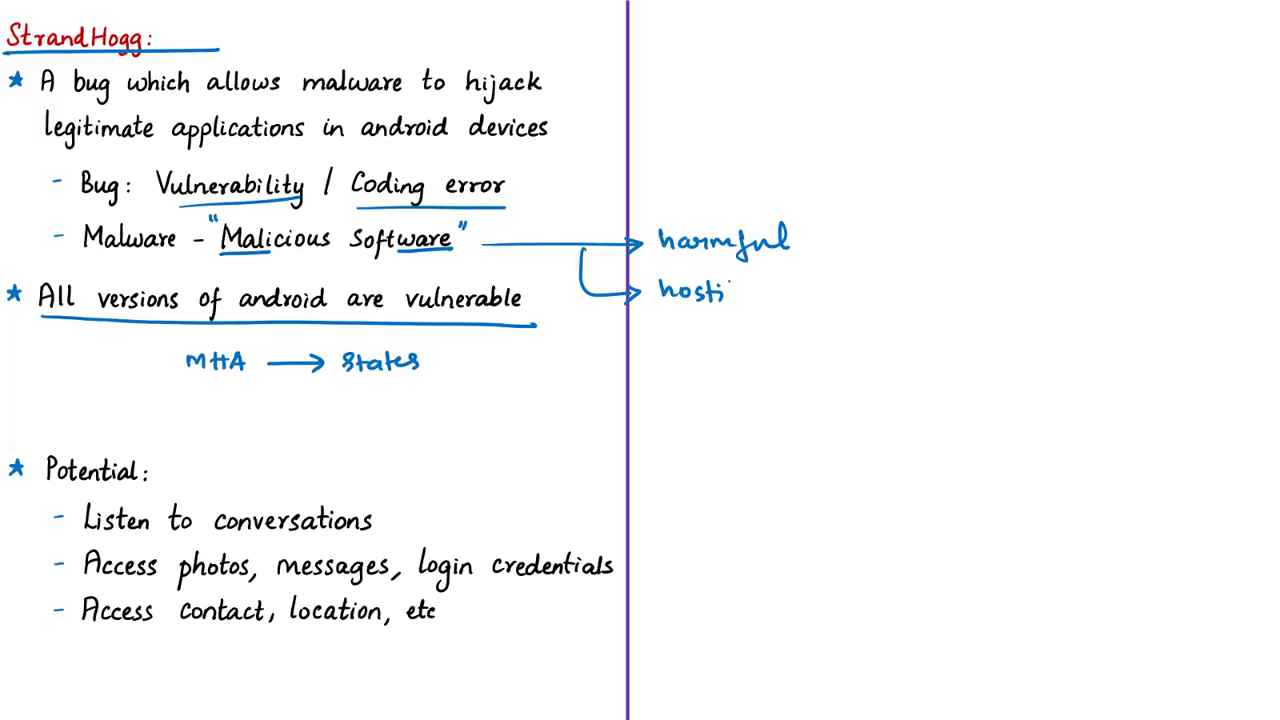 StrandHogg:
* A bug which allows malware to hijack
legitimate applications in android devices
- Bug: Vulnerability / Coding error
- Malware - "Malicious Software" → harmful
→ hosti
* All versions of android are vulnerable
MHA → States
* Potential:
- Listen to conversations
- Access photos, messages, login credentials
- Access contact, location, etc